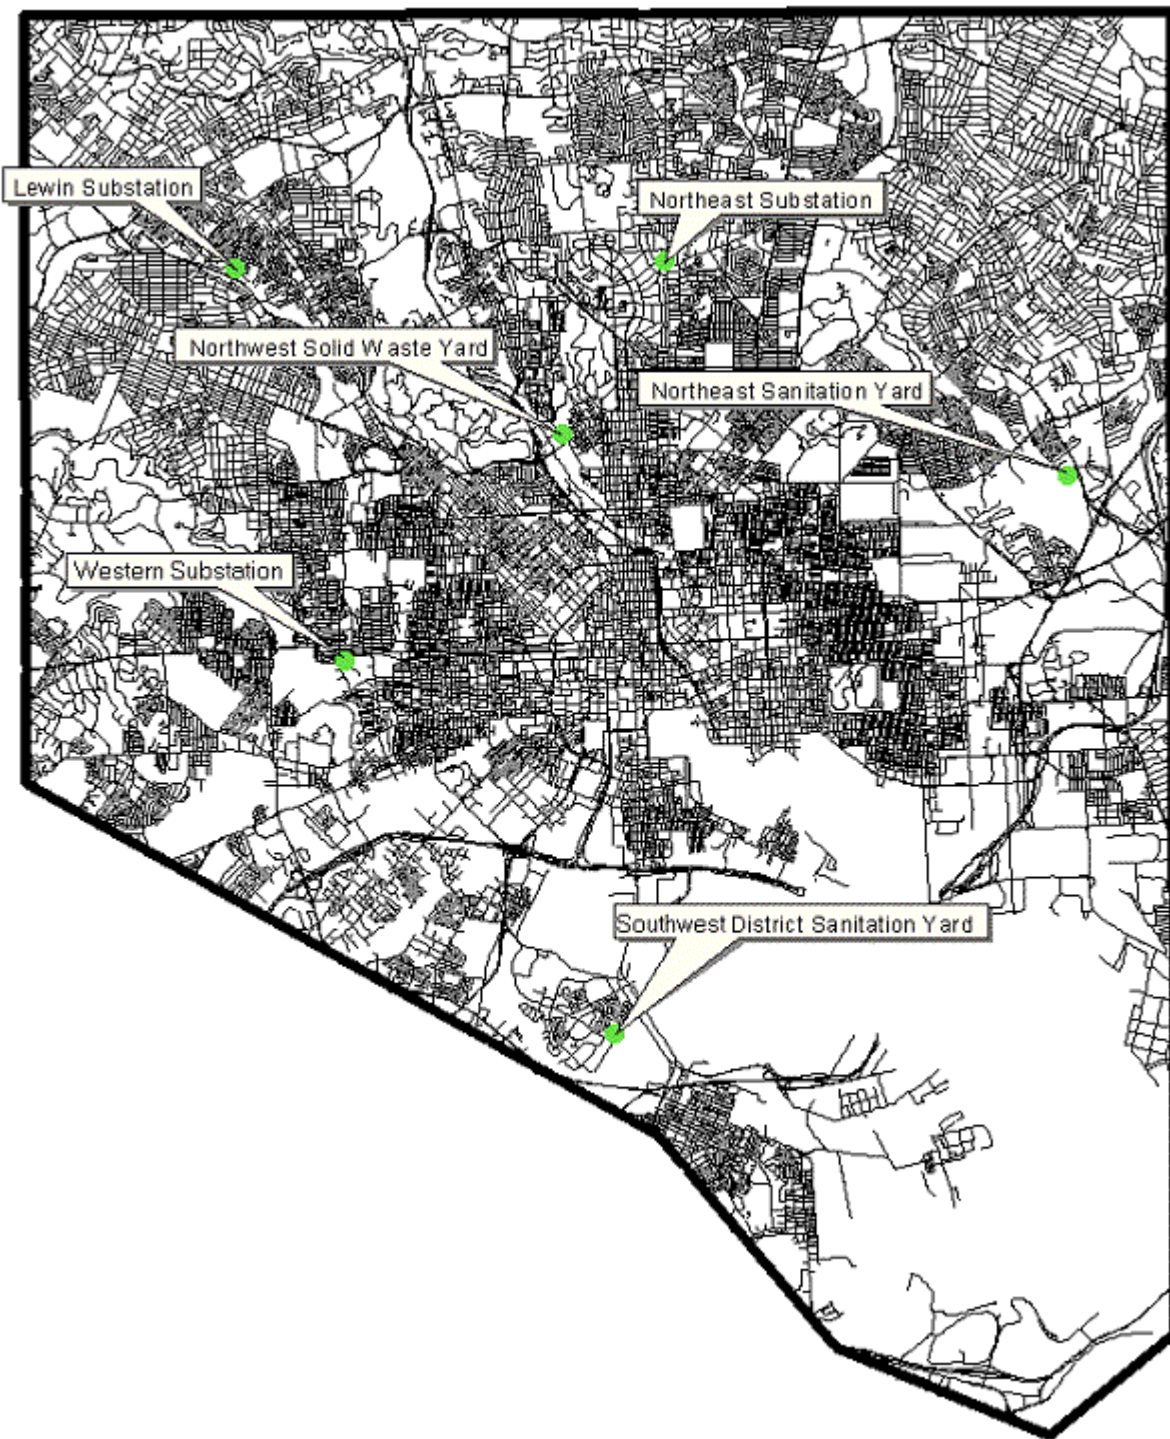 Lewin Substation
Northeast Substation
Northwest Solid Waste Yard
Northeast Sanitation Yard
Western Substation
Southwest District Sanitation Yard